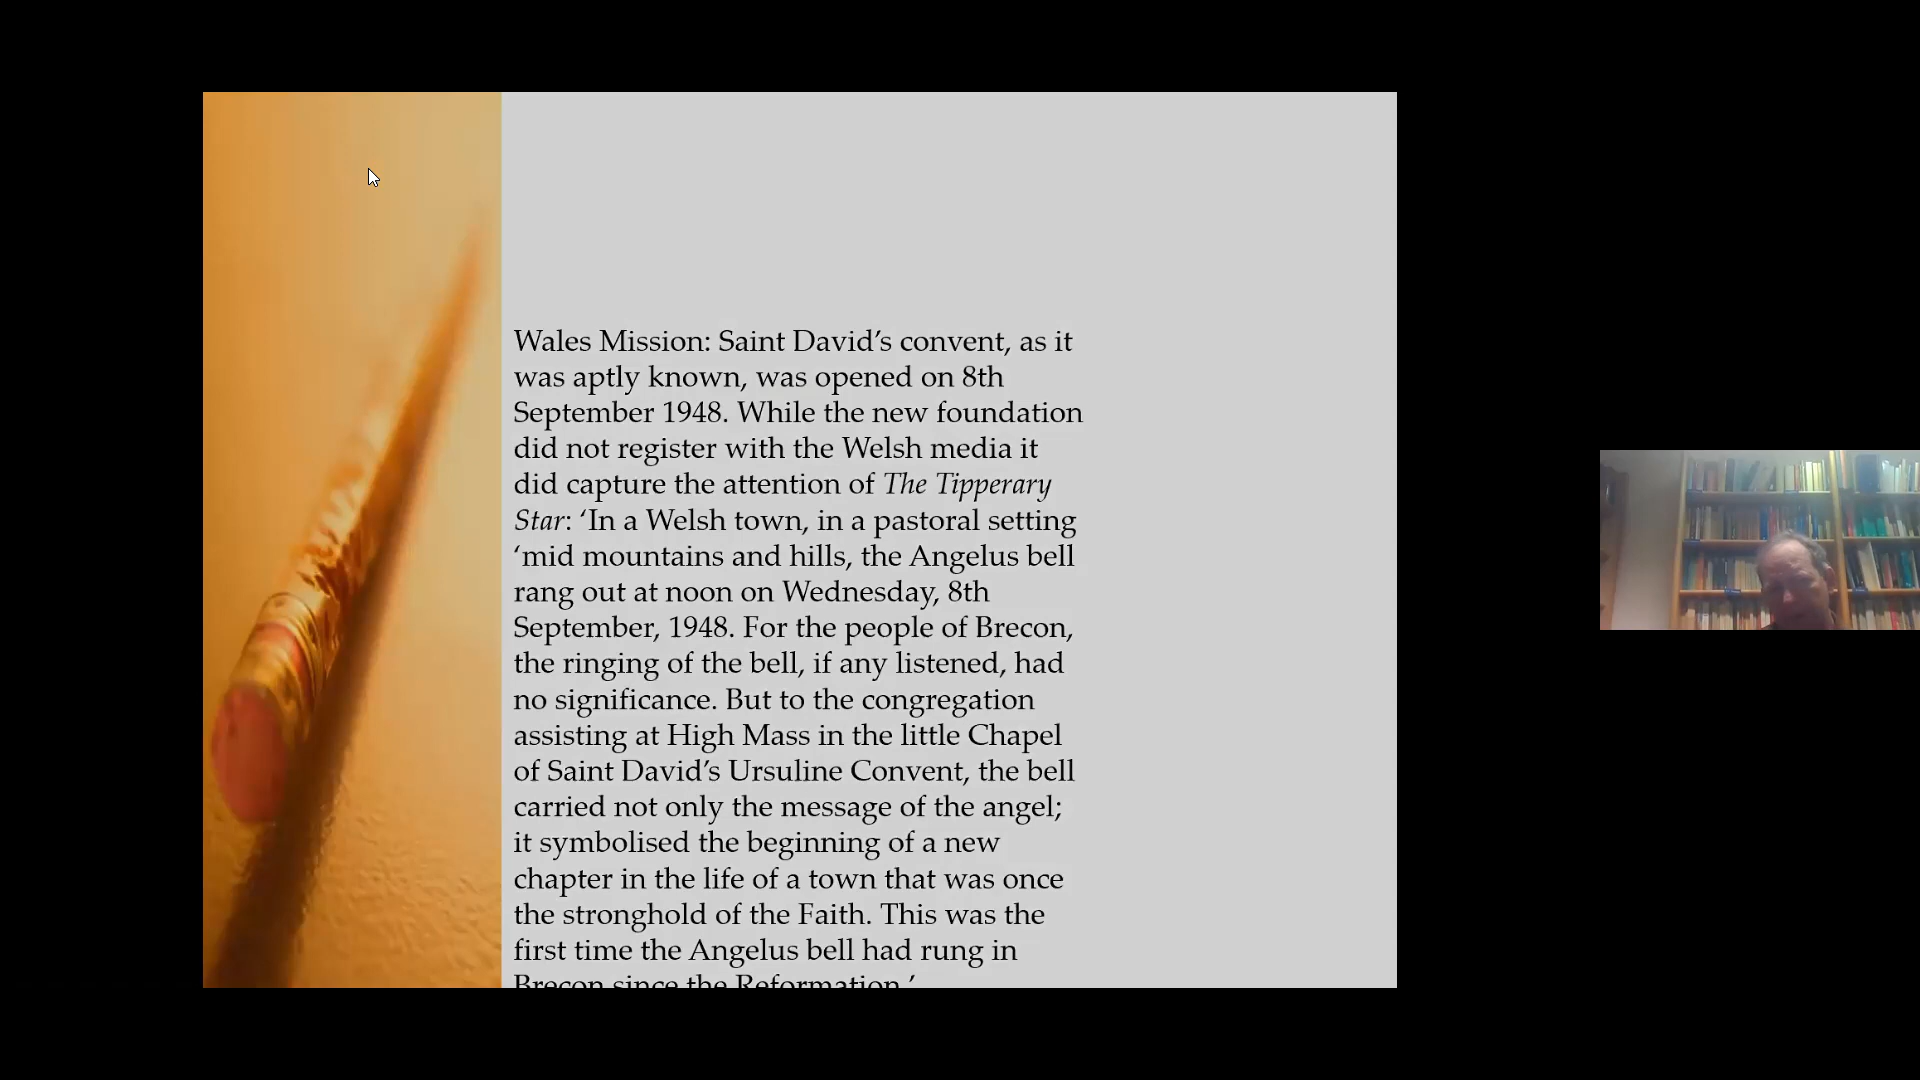 Wales Mission: Saint David’s convent, as it
was aptly known, was opened on 8th
September 1948. While the new foundation
did not register with the Welsh media it
did capture the attention of The Tipperary
Star: ‘In a Welsh town, in a pastoral setting
‘mid mountains and hills, the Angelus bell
rang out at noon on Wednesday, 8th
September, 1948. For the people of Brecon,
the ringing of the bell, if any listened, had
no significance. But to the congregation
assisting at High Mass in the little Chapel
of Saint David’s Ursuline Convent, the bell
carried not only the message of the angel;
it symbolised the beginning of a new
chapter in the life of a town that was once
the stronghold of the Faith. This was the
first time the Angelus bell had rung in
Brecon since the Reformation.’